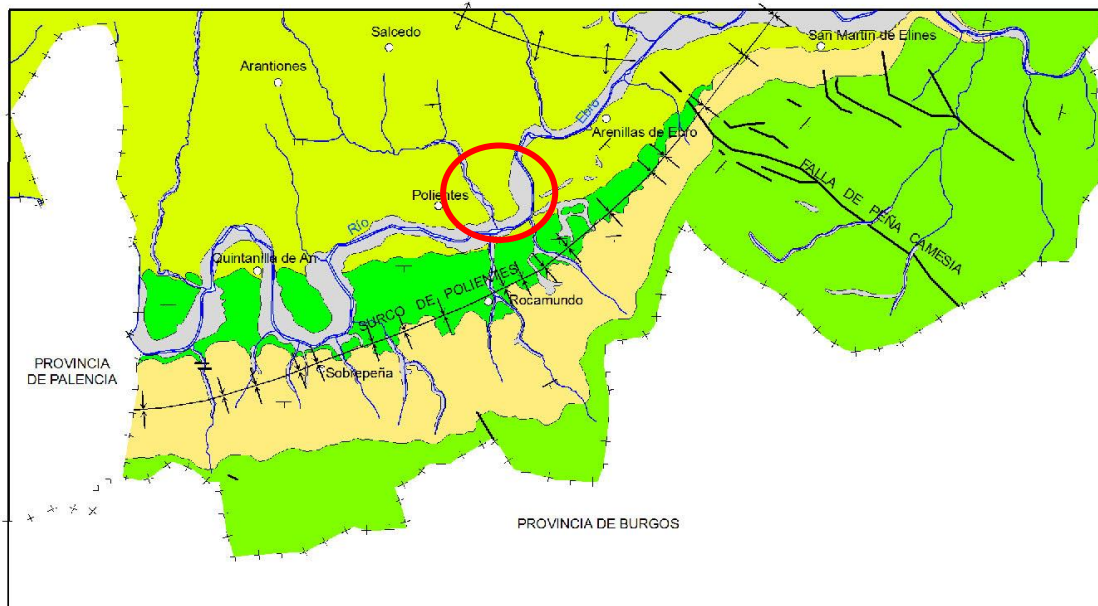 Salcedo
San Martín de Elines
Arantiones
Ebro
Arenillas de Ebro
FALLA DE PEÑA CAMESIA
Polientes
Río
Quintanilla de An
SURCO DE POLIENTES
Rocamundo
PROVINCIA
DE PALENCIA
Sobrepeña
PROVINCIA DE BURGOS